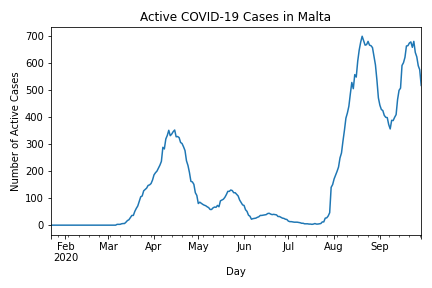 Active COVID-19 Cases in Malta
Number of Active Cases
700
600
500
400
300
200
100
0
Feb Mar Apr May Jun Jul Aug Sep
2020
Day